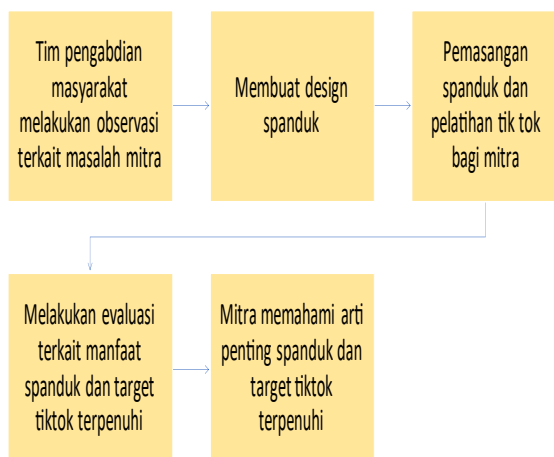 Tim pengabdian
masyarakat
melakukan observasi
terkait masalah mitra
Membuat design
spanduk
Pemasangan
spanduk dan
pelatihan tik tok
bagi mitra
Melakukan evaluasi
terkait manfaat
spanduk dan target
tiktok terpenuhi
Mitra memahami arti
penting spanduk dan
target tiktok
terpenuhi